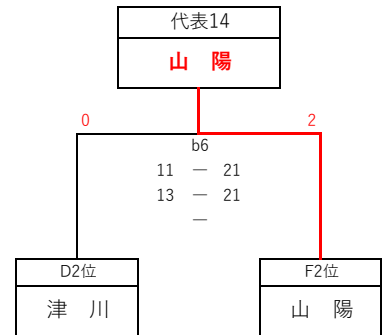 代表14
山 陽
0 2
b6
11 — 21
13 — 21
—
D2位 F2位
津 川 山 陽